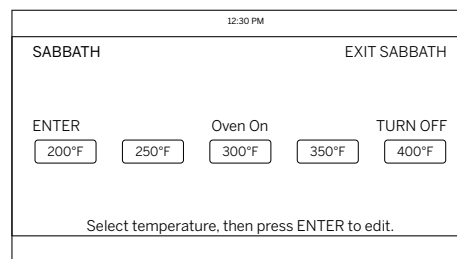 12:30 PM
SABBATH EXIT SABBATH
ENTER Oven On TURN OFF
200°F 250°F 300°F 350°F 400°F
Select temperature, then press ENTER to edit.